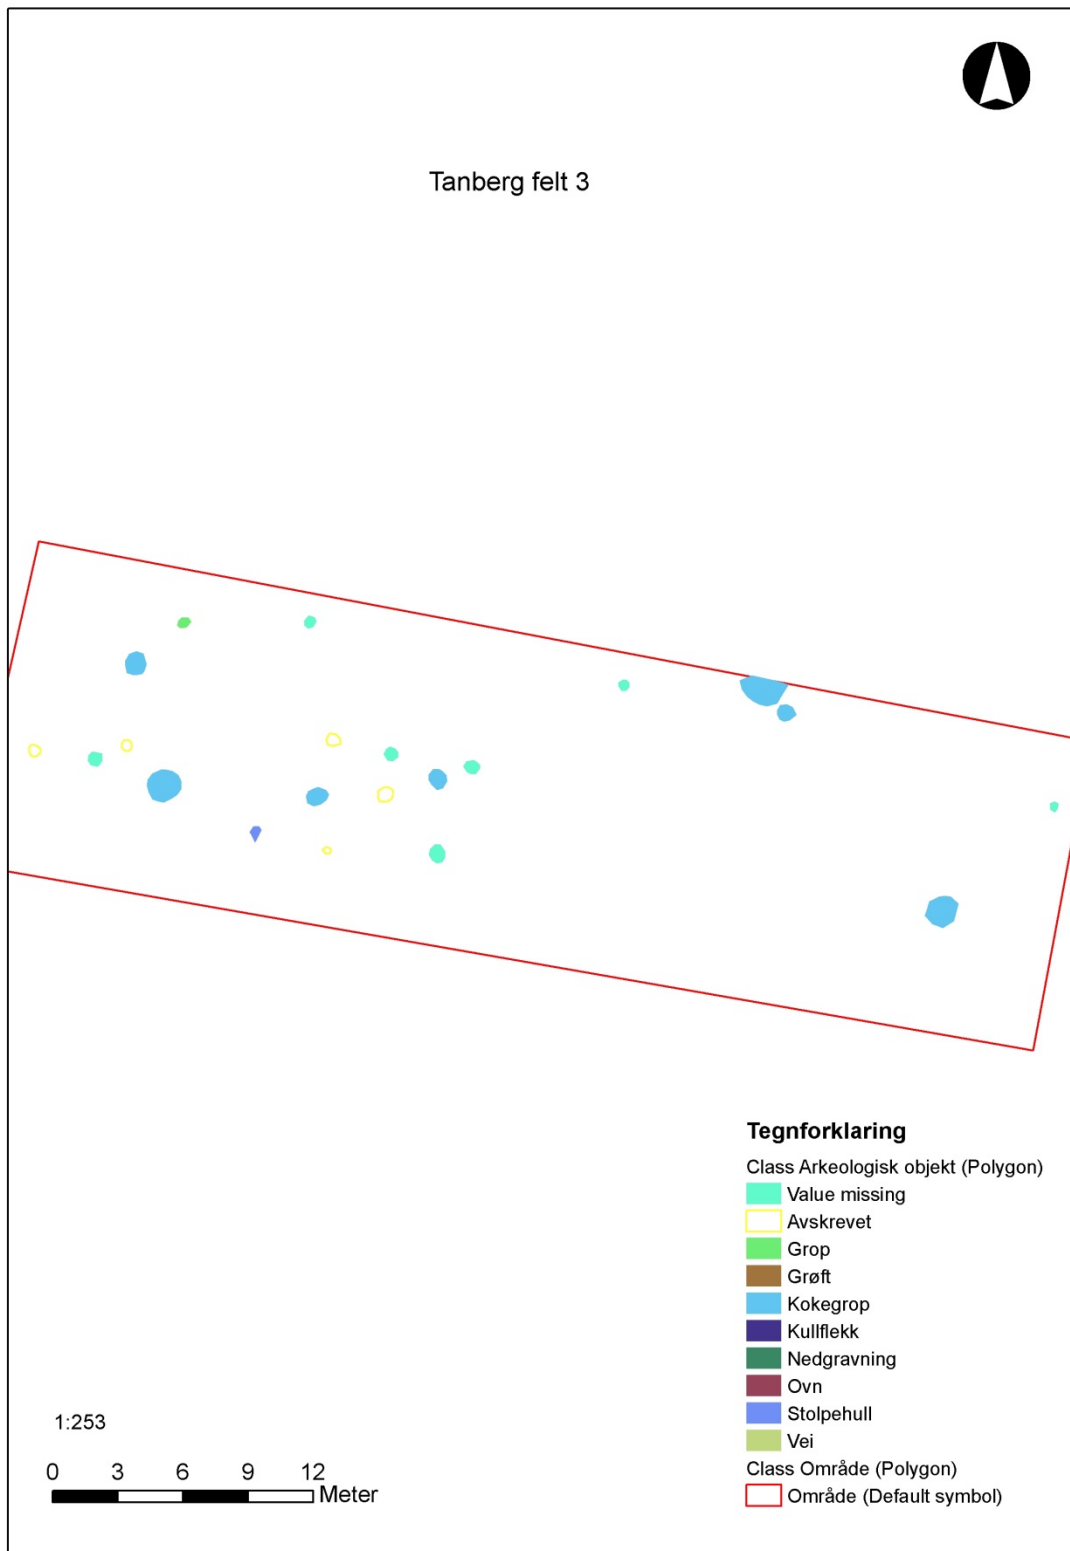 Tanberg felt 3
Tegnforklaring
Class Arkeologisk objekt (Polygon)
Value missing
Avskrevet
Grop
Grøft
Kokegrop
Kullflekk
Nedgravning
Ovn
Stolpehull
Vei
Class Område (Polygon)
Område (Default symbol)
1:253
0 3 6 9 12
Meter